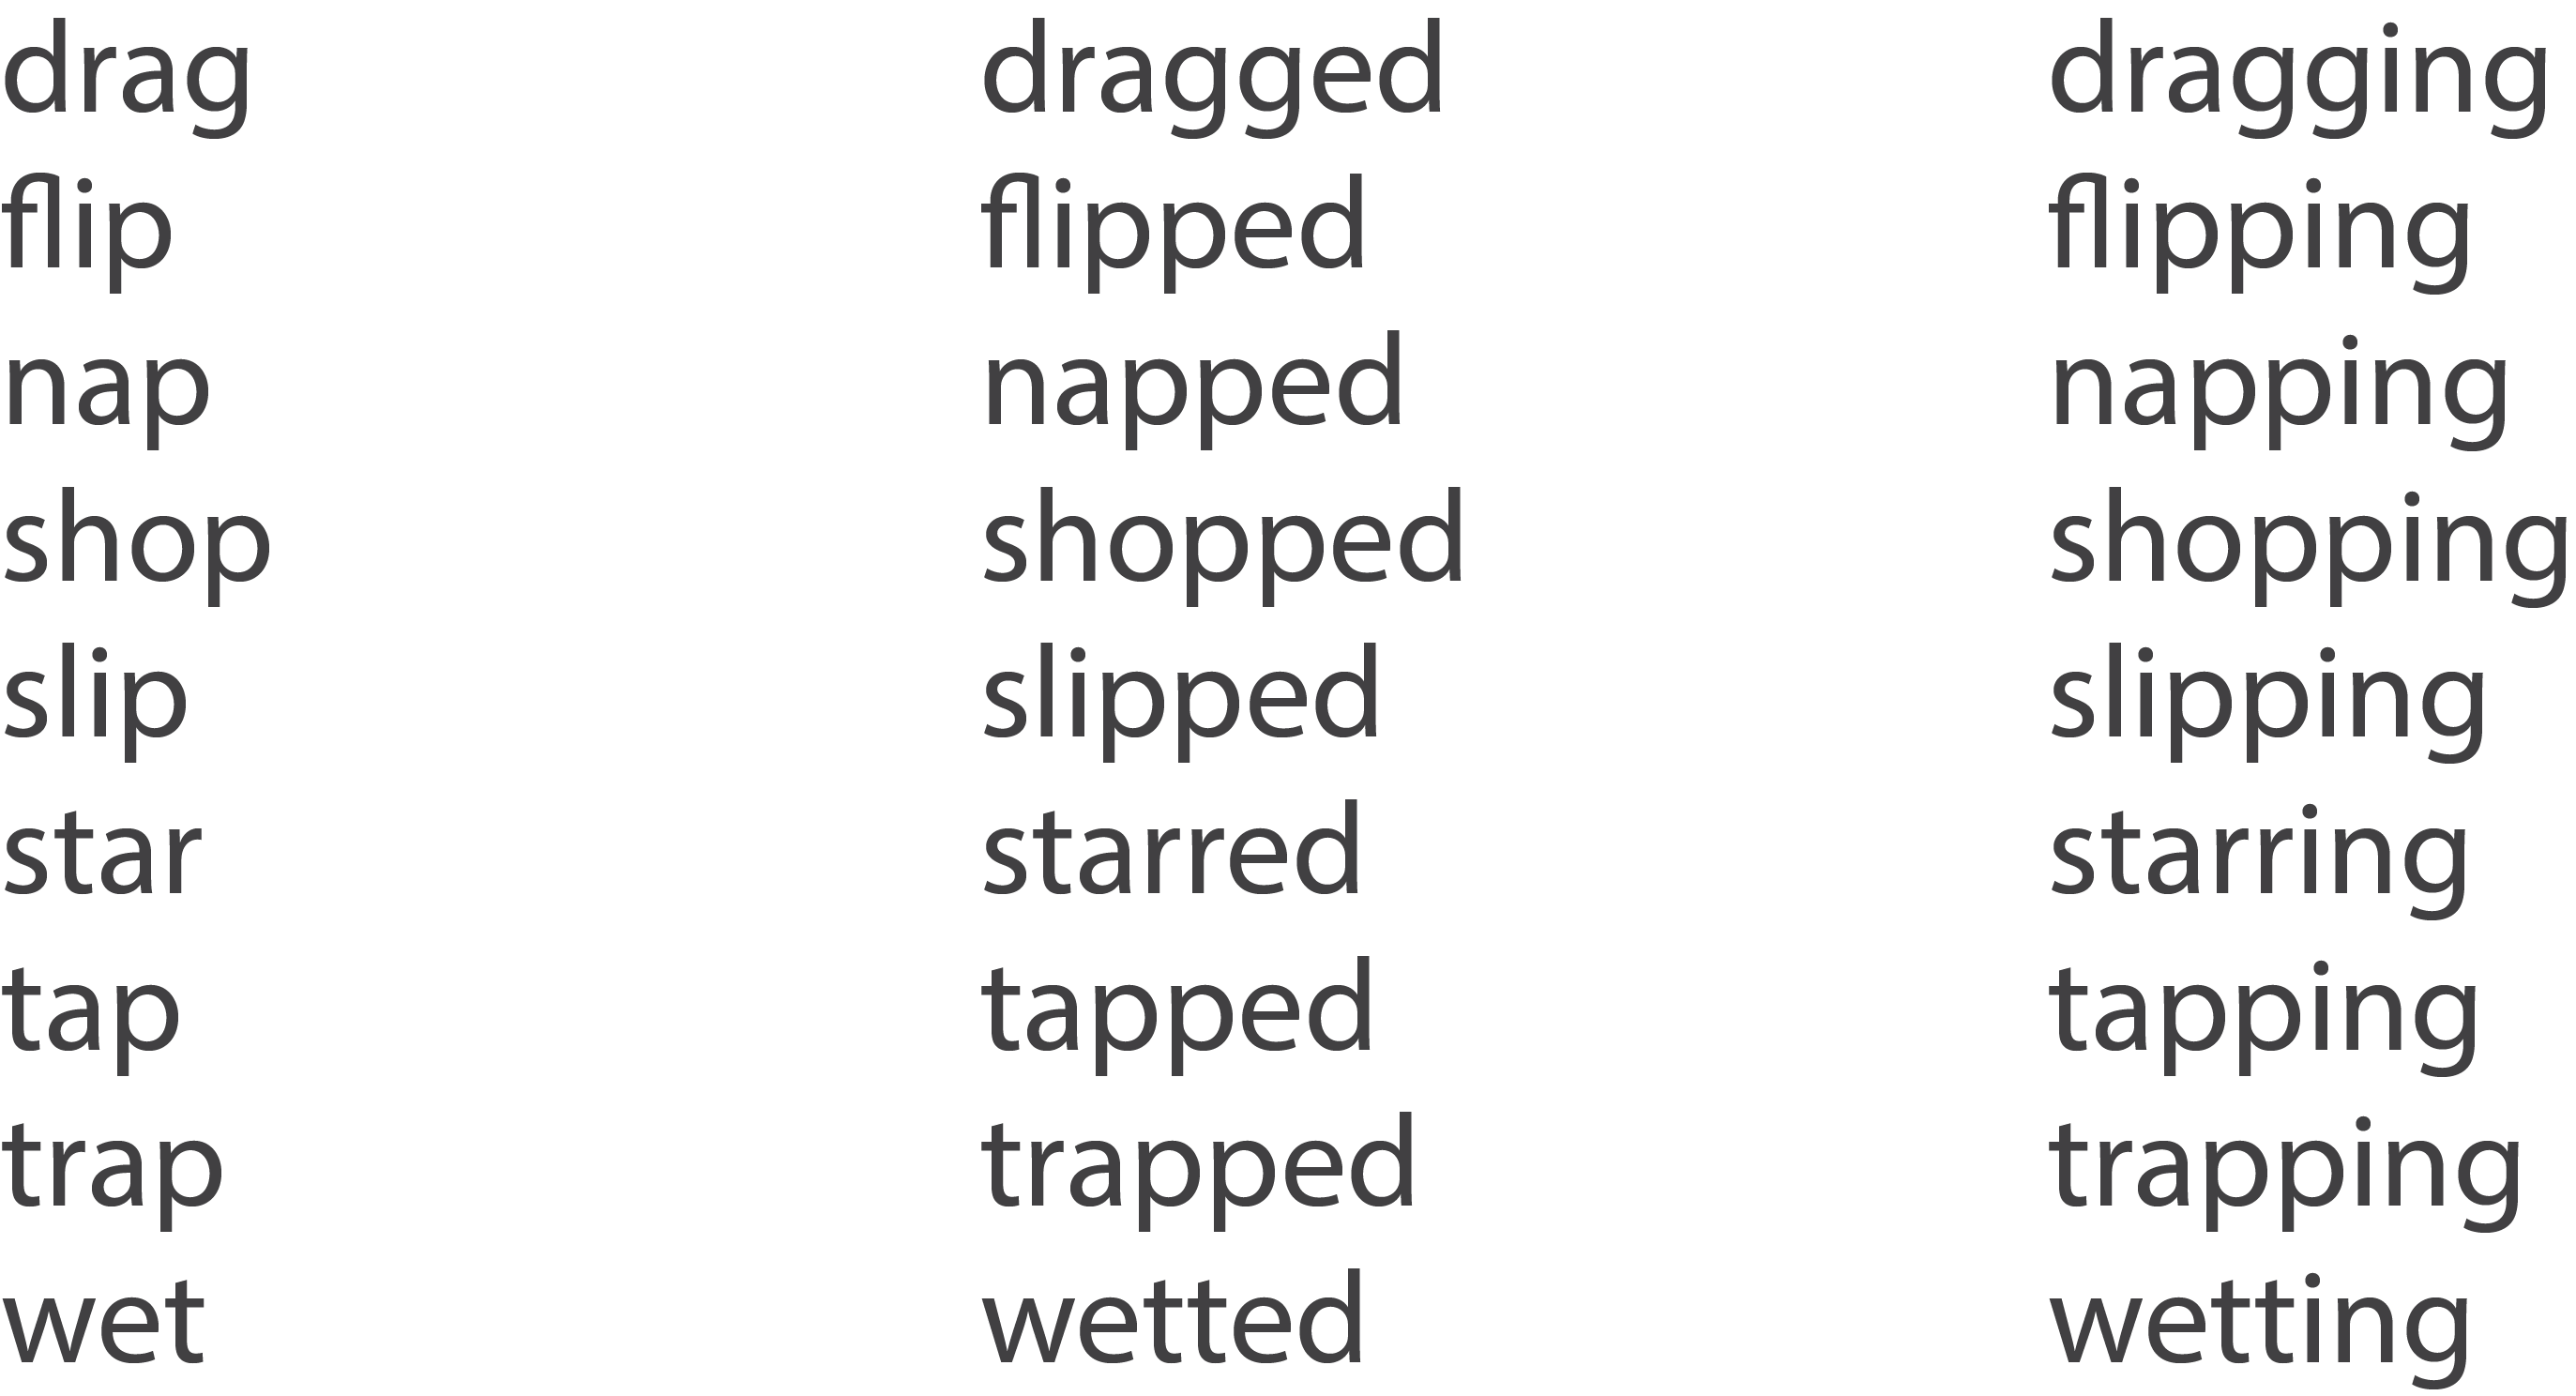 drag dragged dragging
flip flipped flipping
nap napped napping
shop shopped shopping
slip slipped slipping
star starred starring
tap tapped tapping
trap trapped trapping
wet wetted wetting